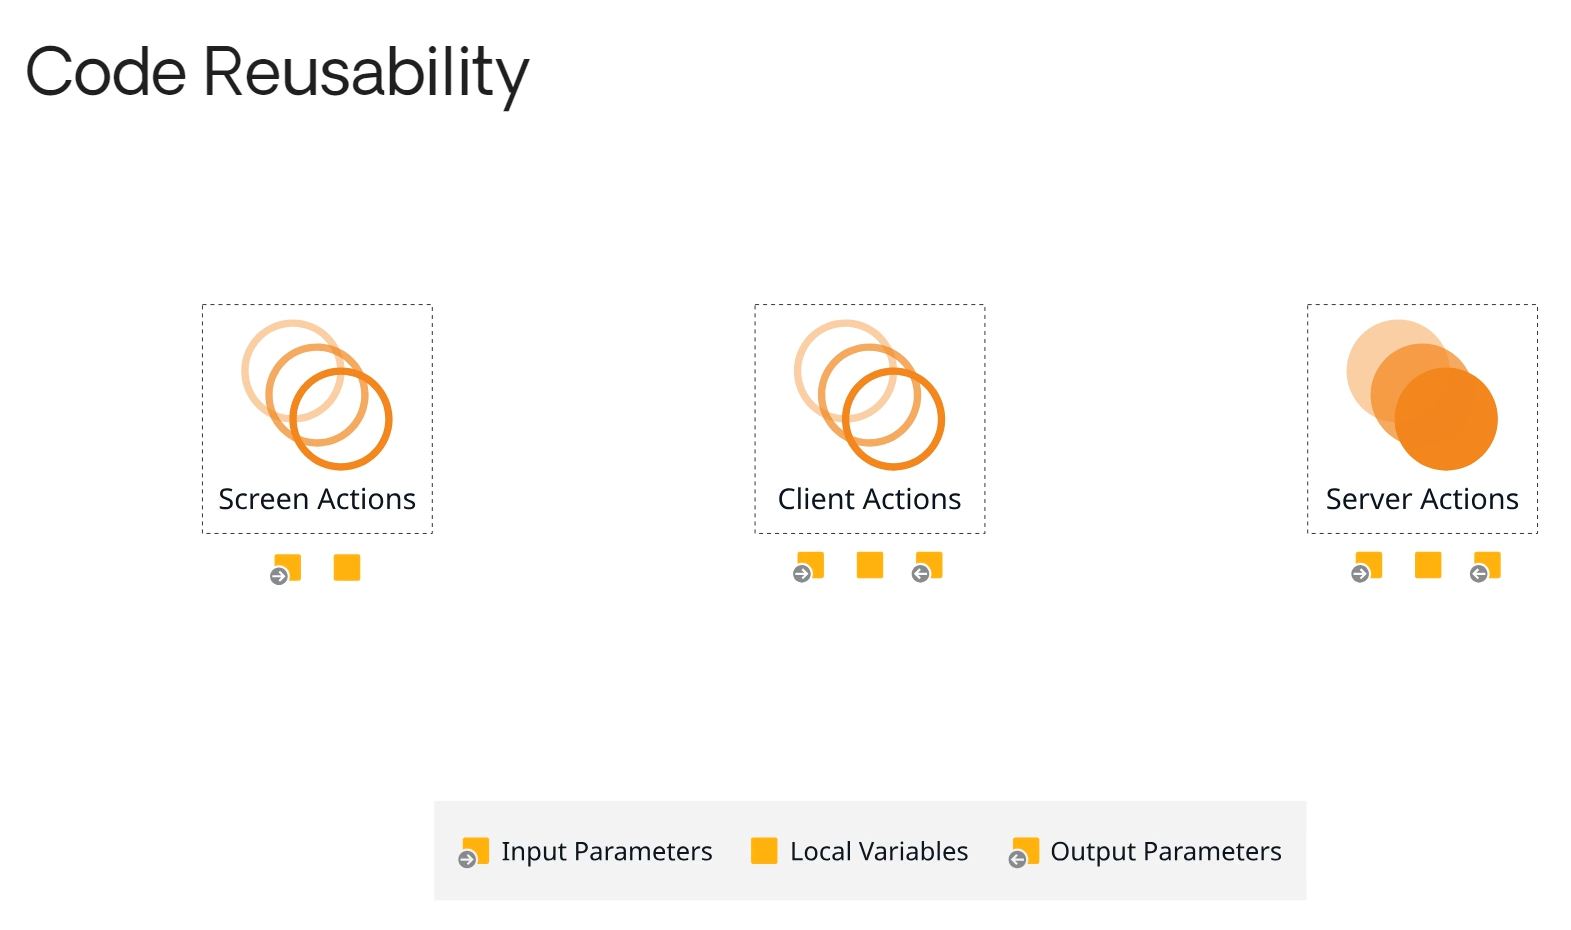 Code Reusability
Screen Actions
Client Actions
Server Actions
Input Parameters
Local Variables
Output Parameters